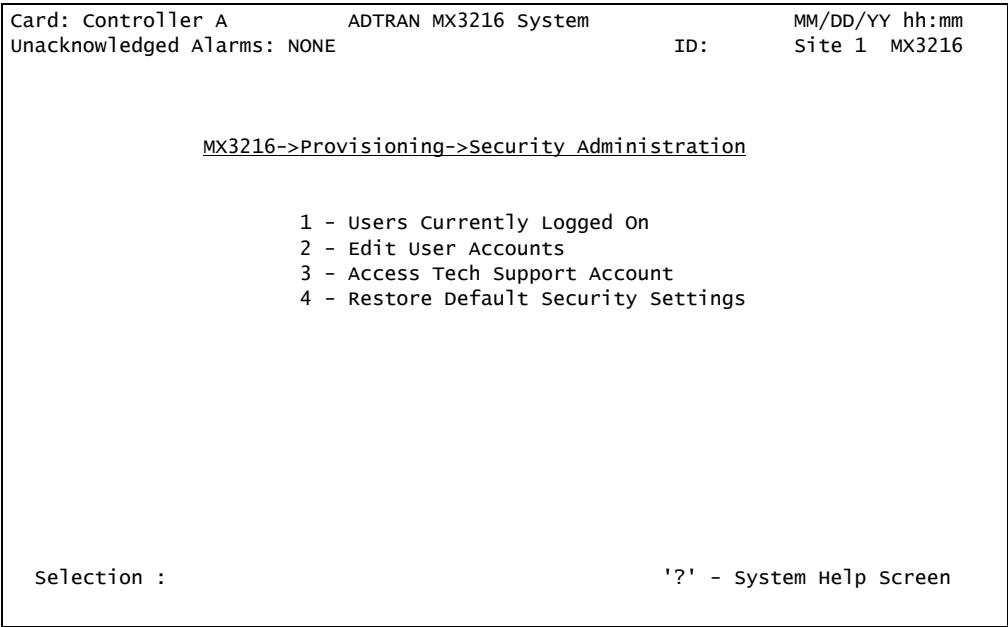 Card: Controller A ADTRAN MX3216 System MM/DD/YY hh:mm
Unacknowledged Alarms: NONE ID: Site 1 MX3216
MX3216->Provisioning->Security Administration
1 - Users Currently Logged On
2 - Edit User Accounts
3 - Access Tech Support Account
4 - Restore Default Security Settings
Selection : '?' - System Help Screen